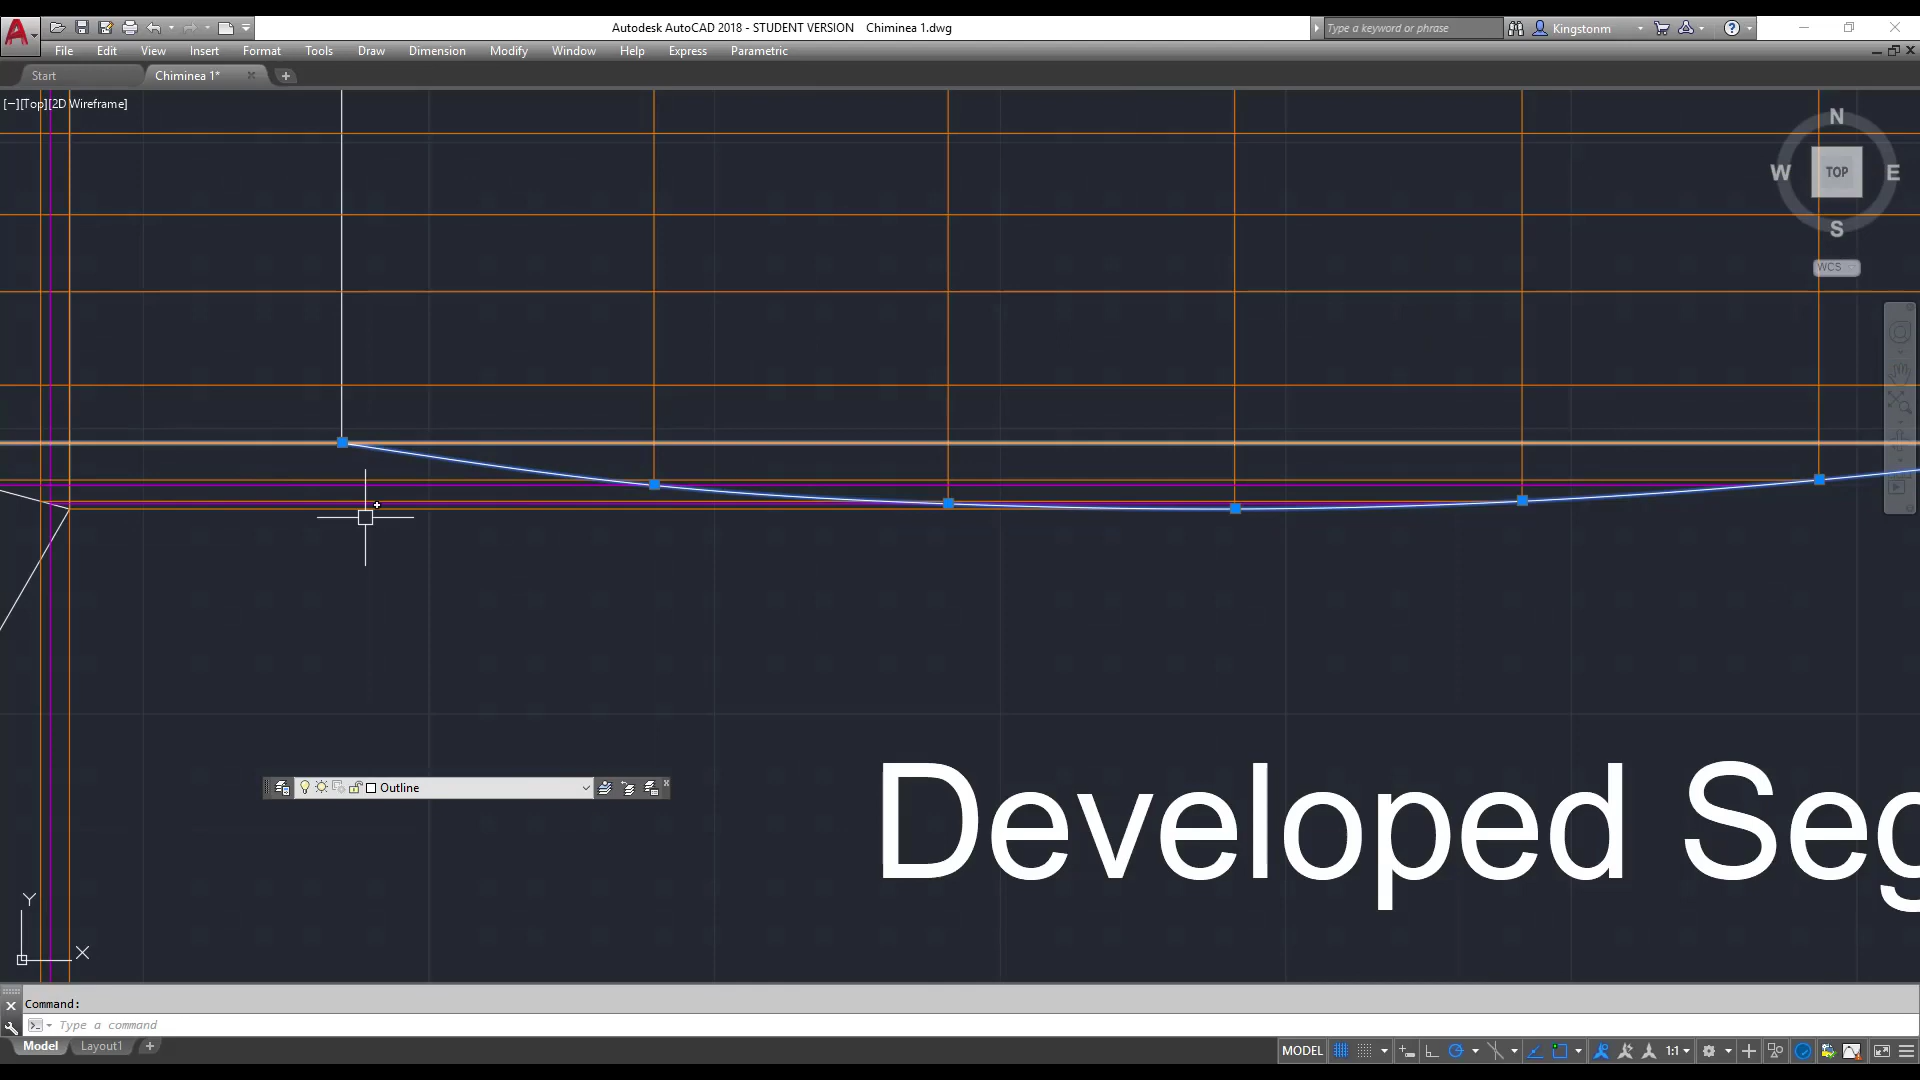 Autodesk AutoCAD 2018 - STUDENT VERSION Chiminea 1.dwg
Type a keyword or phrase
Kingstonm
File Edit View Insert Format Tools Draw Dimension Modify Window Help Express Parametric
Start
Chiminea 1*
[−][Top][2D Wireframe]
N
W
TOP
E
S
WCS
Outline
Developed Seg
Y
X
Command:
Type a command
Model
Layout1
MODEL
1:1